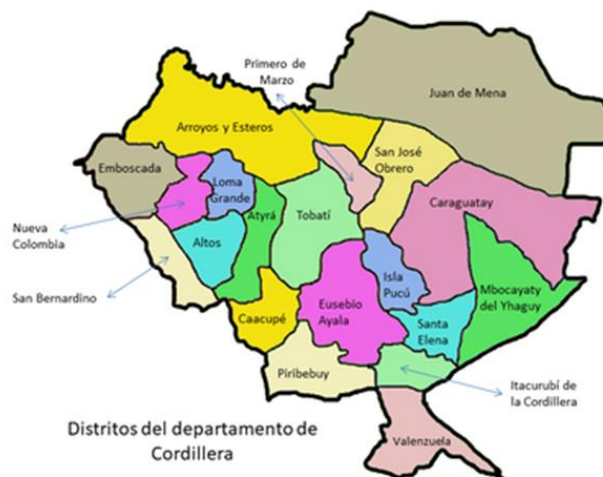 Primero de
Marzo
Juan de Mena
Arroyos y Esteros
San José
Obrero
Emboscada
Loma
Grande
Caraguatay
Atyrá
Tobatí
Nueva
Colombia
Altos
Isla
Pucú
Mbocayaty
del Yhaguy
San Bernardino
Caacupé
Eusebio
Ayala
Santa
Elena
Piribebuy
Itacurubí de
la Cordillera
Distritos del departamento de
Cordillera
Valenzuela